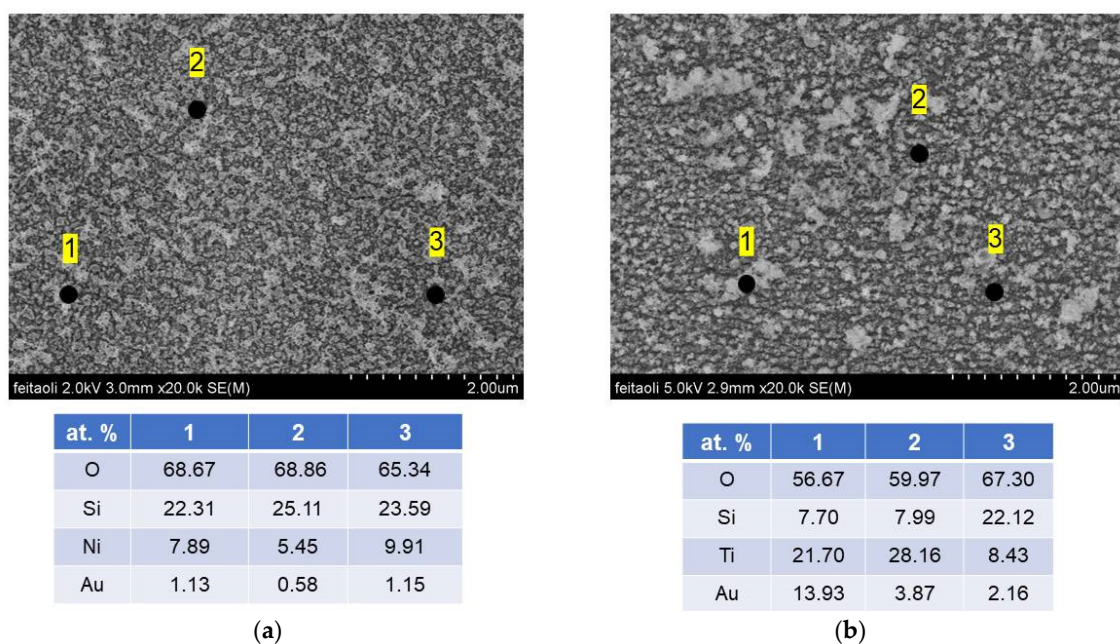 2
1
3
feitaoli 2.0kV 3.0mm x20.0k SE(M) 2.00um
at. % 1 2 3
O 68.67 68.86 65.34
Si 22.31 25.11 23.59
Ni 7.89 5.45 9.91
Au 1.13 0.58 1.15
(a)
2
1
3
feitaoli 5.0kV 2.9mm x20.0k SE(M) 2.00um
at. % 1 2 3
O 56.67 59.97 67.30
Si 7.70 7.99 22.12
Ti 21.70 28.16 8.43
Au 13.93 3.87 2.16
(b)